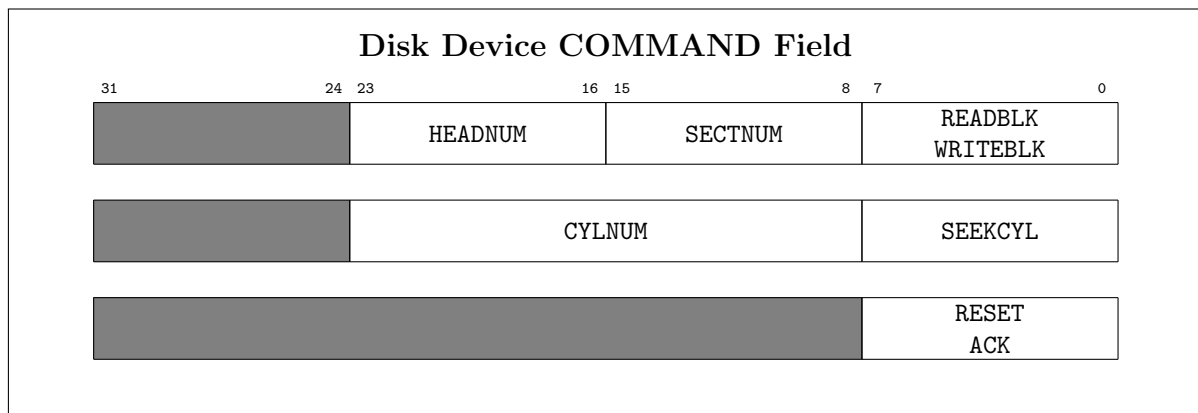 Disk Device COMMAND Field
31 24 23 16 15 8 7 0
HEADNUM SECTNUM READBLK
WRITEBLK
CYLNUM SEEKCYL
RESET
ACK